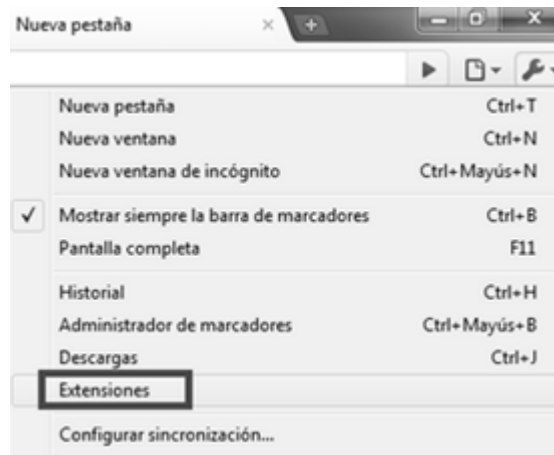 Nueva pestaña
Nueva pestaña Ctrl+T
Nueva ventana Ctrl+N
Nueva ventana de incógnito Ctrl+Mayús+N
Mostrar siempre la barra de marcadores Ctrl+B
Pantalla completa F11
Historial Ctrl+H
Administrador de marcadores Ctrl+Mayús+B
Descargas Ctrl+J
Extensiones
Configurar sincronización...